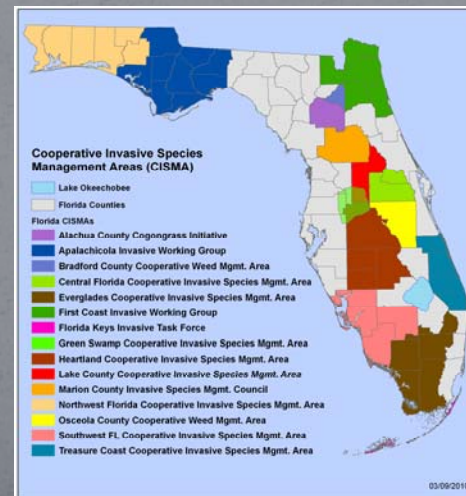 Cooperative Invasive Species
Management Areas (CISMA)
Lake Okeechobee
Florida Counties
Florida CISMAs
Alachua County Cogongrass Initiative
Apalachicola Invasive Working Group
Bradford County Cooperative Weed Mgmt. Area
Central Florida Cooperative Invasive Species Mgmt. Area
Everglades Cooperative Invasive Species Mgmt. Area
First Coast Invasive Working Group
Florida Keys Invasive Task Force
Green Swamp Cooperative Invasive Species Mgmt. Area
Heartland Cooperative Invasive Species Mgmt. Area
Lake County Cooperative Invasive Species Mgmt. Area
Marion County Invasive Species Mgmt. Council
Northwest Florida Cooperative Invasive Species Mgmt. Area
Osceola County Cooperative Weed Mgmt. Area
Southwest FL Cooperative Invasive Species Mgmt. Area
Treasure Coast Cooperative Invasive Species Mgmt. Area